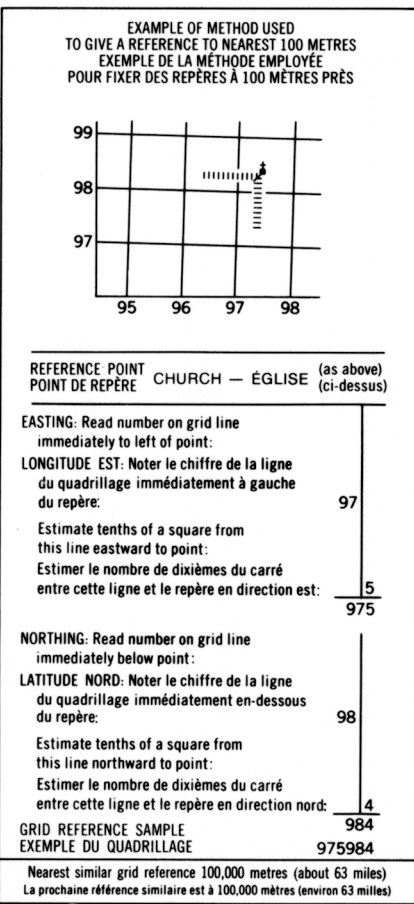 EXAMPLE OF METHOD USED
TO GIVE A REFERENCE TO NEAREST 100 METRES
EXEMPLE DE LA MÉTHODE EMPLOYÉE
POUR FIXER DES REPÈRES À 100 MÈTRES PRÈS
99
98
97
95 96 97 98
REFERENCE POINT
POINT DE REPÈRE
CHURCH — ÉGLISE
(as above)
(ci-dessus)
EASTING: Read number on grid line
immediately to left of point:
LONGITUDE EST: Noter le chiffre de la ligne
du quadrillage immédiatement à gauche
du repère: 97
Estimate tenths of a square from
this line eastward to point:
Estimer le nombre de dixièmes du carré
entre cette ligne et le repère en direction est: 5
975
NORTHING: Read number on grid line
immediately below point:
LATITUDE NORD: Noter le chiffre de la ligne
du quadrillage immédiatement en-dessous
du repère: 98
Estimate tenths of a square from
this line northward to point:
Estimer le nombre de dixièmes du carré
entre cette ligne et le repère en direction nord: 4
984
GRID REFERENCE SAMPLE
EXEMPLE DU QUADRILLAGE 975984
Nearest similar grid reference 100,000 metres (about 63 miles)
La prochaine référence similaire est à 100,000 mètres (environ 63 milles)